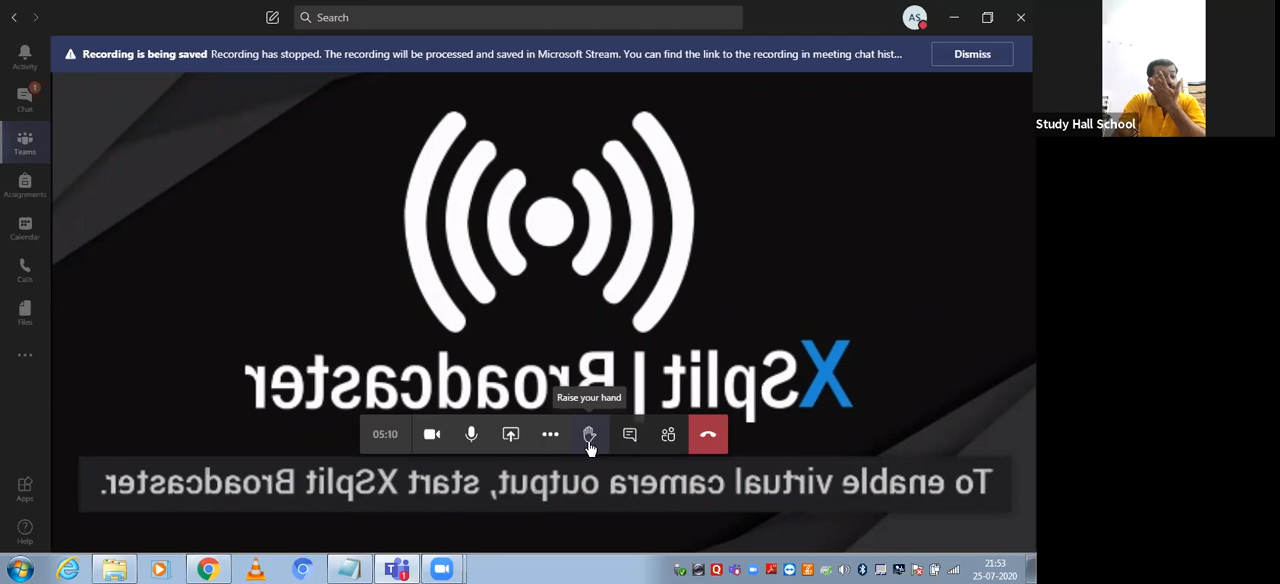 Search
AS
Recording is being saved Recording has stopped. The recording will be processed and saved in Microsoft Stream. You can find the link to the recording in meeting chat hist...
Dismiss
Activity
1
Chat
Teams
Assignments
Calendar
Calls
Files
Study Hall School
XSplit | Broadcaster
Raise your hand
05:10
To enable virtual camera output, start XSplit Broadcaster.
Apps
Help
1
21:53
25-07-2020